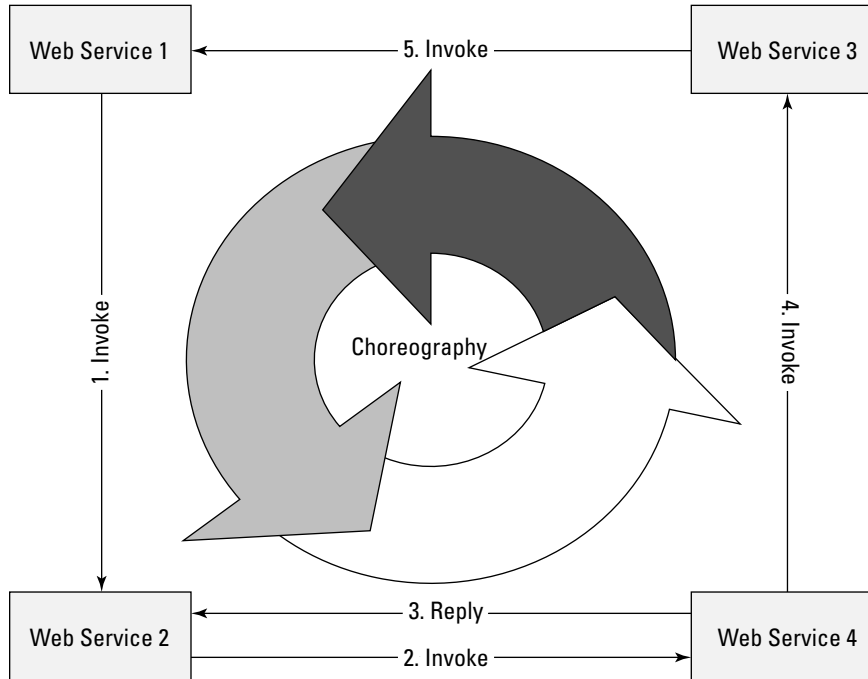 Web Service 1
5. Invoke
Web Service 3
1. Invoke
Choreography
4. Invoke
Web Service 2
3. Reply
2. Invoke
Web Service 4